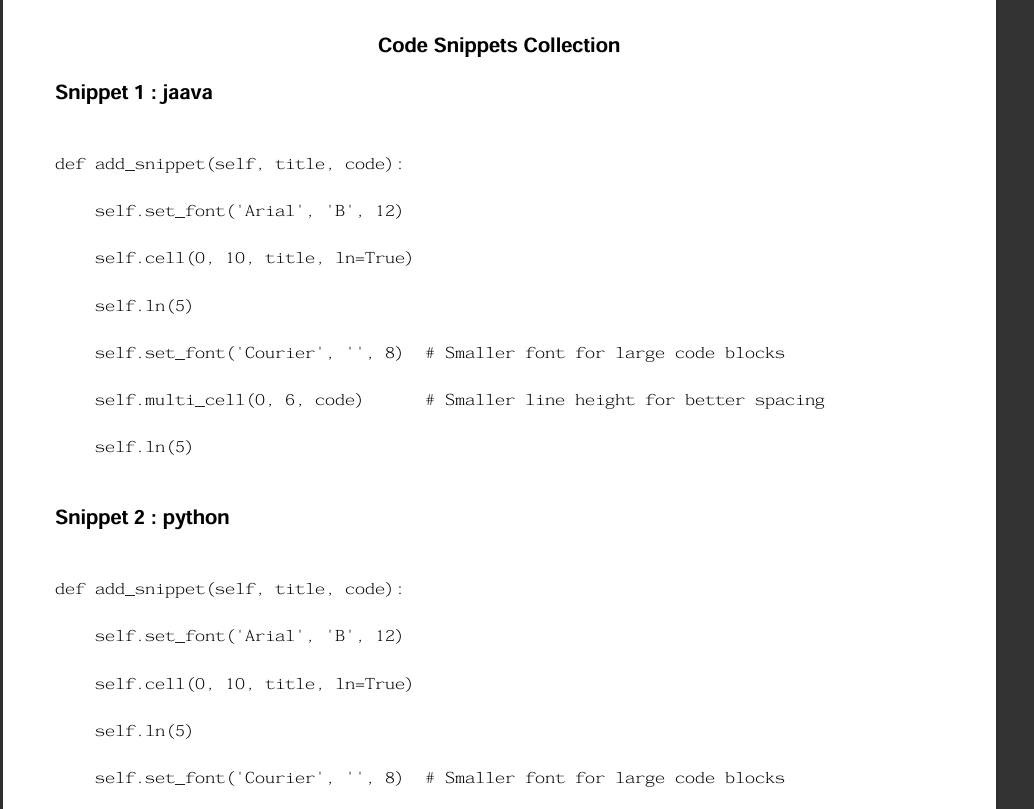 Code Snippets Collection
Snippet 1 : jaava
def add_snippet(self, title, code):
    self.set_font('Arial', 'B', 12)
    self.cell(0, 10, title, ln=True)
    self.ln(5)
    self.set_font('Courier', '', 8)  # Smaller font for large code blocks
    self.multi_cell(0, 6, code)      # Smaller line height for better spacing
    self.ln(5)
Snippet 2 : python
def add_snippet(self, title, code):
    self.set_font('Arial', 'B', 12)
    self.cell(0, 10, title, ln=True)
    self.ln(5)
    self.set_font('Courier', '', 8)  # Smaller font for large code blocks